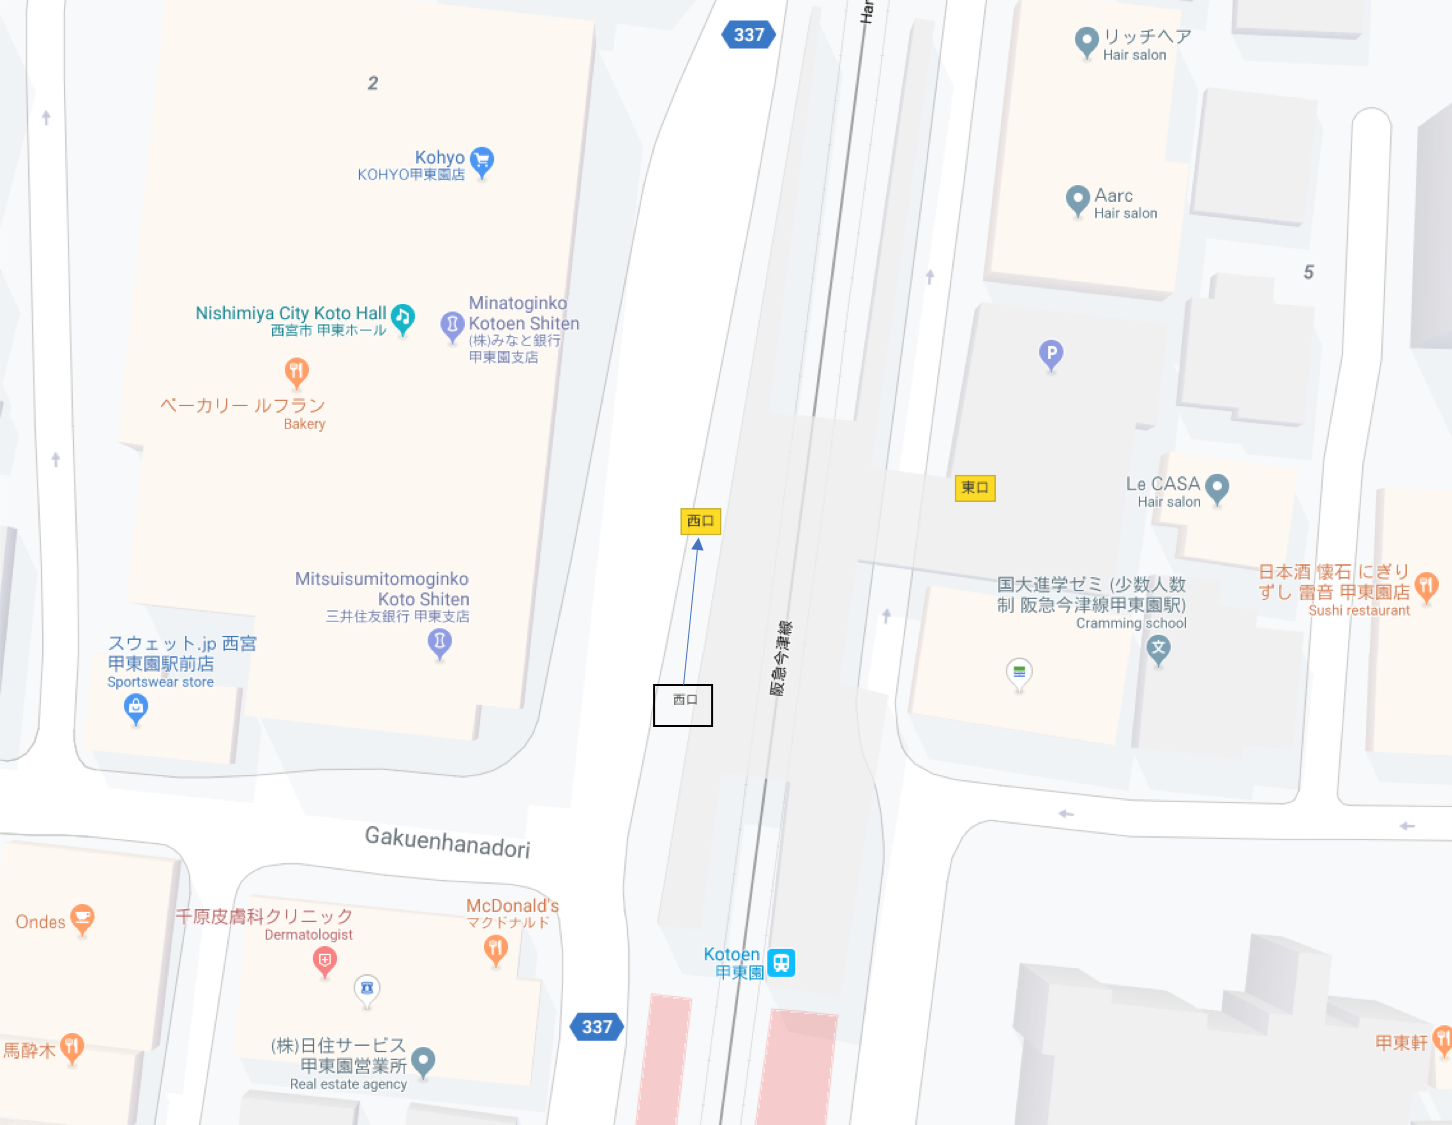 337
Har
リッチヘア
Hair salon
2
Kohyo
KOHYO甲東園店
Aarc
Hair salon
5
Nishimiya City Koto Hall
西宮市 甲東ホール
Minatoginko
Kotoen Shiten
(株)みなと銀行
甲東園支店
P
ベーカリー ルフラン
Bakery
東口
西口
Le CASA
Hair salon
Mitsuisumitomoginko
Koto Shiten
三井住友銀行 甲東支店
国大進学ゼミ (少数人数
制 阪急今津線甲東園駅)
Cramming school
文
日本酒 懐石 にぎり
ずし 雷音 甲東園店
Sushi restaurant
スウェット.jp 西宮
甲東園駅前店
Sportswear store
阪急今津線
西口
Gakuenhanadori
Ondes
千原皮膚科クリニック
Dermatologist
McDonald's
マクドナルド
Kotoen
甲東園
337
馬酔木
(株)日住サービス
甲東園営業所
Real estate agency
甲東軒